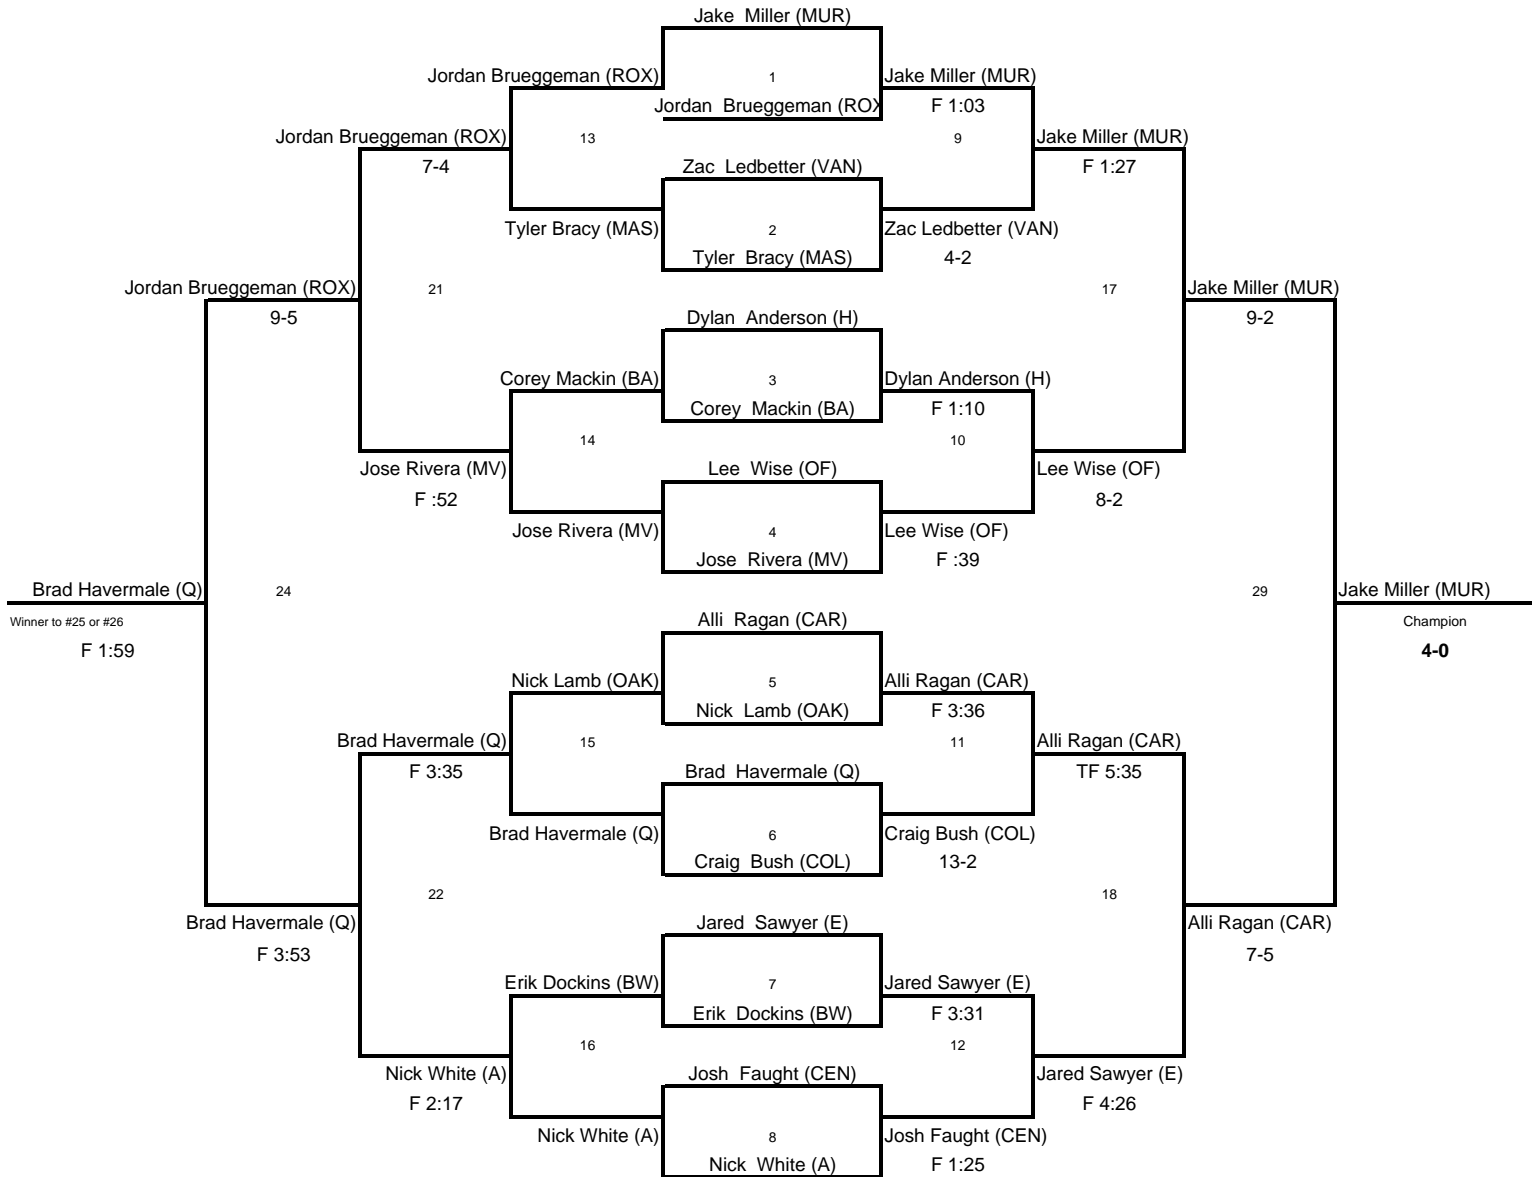 Jake Miller (MUR)
Jordan Brueggeman (ROX)
1
Jake Miller (MUR)
Jordan Brueggeman (ROX
F 1:03
Jordan Brueggeman (ROX)
13
9
Jake Miller (MUR)
7-4
Zac Ledbetter (VAN)
F 1:27
Tyler Bracy (MAS)
2
Zac Ledbetter (VAN)
Tyler Bracy (MAS)
4-2
Jordan Brueggeman (ROX)
21
17
Jake Miller (MUR)
9-5
Dylan Anderson (H)
9-2
Corey Mackin (BA)
3
Dylan Anderson (H)
Corey Mackin (BA)
F 1:10
14
10
Jose Rivera (MV)
Lee Wise (OF)
Lee Wise (OF)
F :52
8-2
Jose Rivera (MV)
4
Lee Wise (OF)
Jose Rivera (MV)
F :39
Brad Havermale (Q)
24
29
Jake Miller (MUR)
Winner to #25 or #26
Alli Ragan (CAR)
Champion
F 1:59
4-0
Nick Lamb (OAK)
5
Alli Ragan (CAR)
Nick Lamb (OAK)
F 3:36
Brad Havermale (Q)
15
11
Alli Ragan (CAR)
F 3:35
Brad Havermale (Q)
TF 5:35
Brad Havermale (Q)
6
Craig Bush (COL)
Craig Bush (COL)
13-2
22
18
Brad Havermale (Q)
Jared Sawyer (E)
Alli Ragan (CAR)
F 3:53
7-5
Erik Dockins (BW)
7
Jared Sawyer (E)
Erik Dockins (BW)
F 3:31
16
12
Nick White (A)
Josh Faught (CEN)
Jared Sawyer (E)
F 2:17
F 4:26
Nick White (A)
8
Josh Faught (CEN)
Nick White (A)
F 1:25